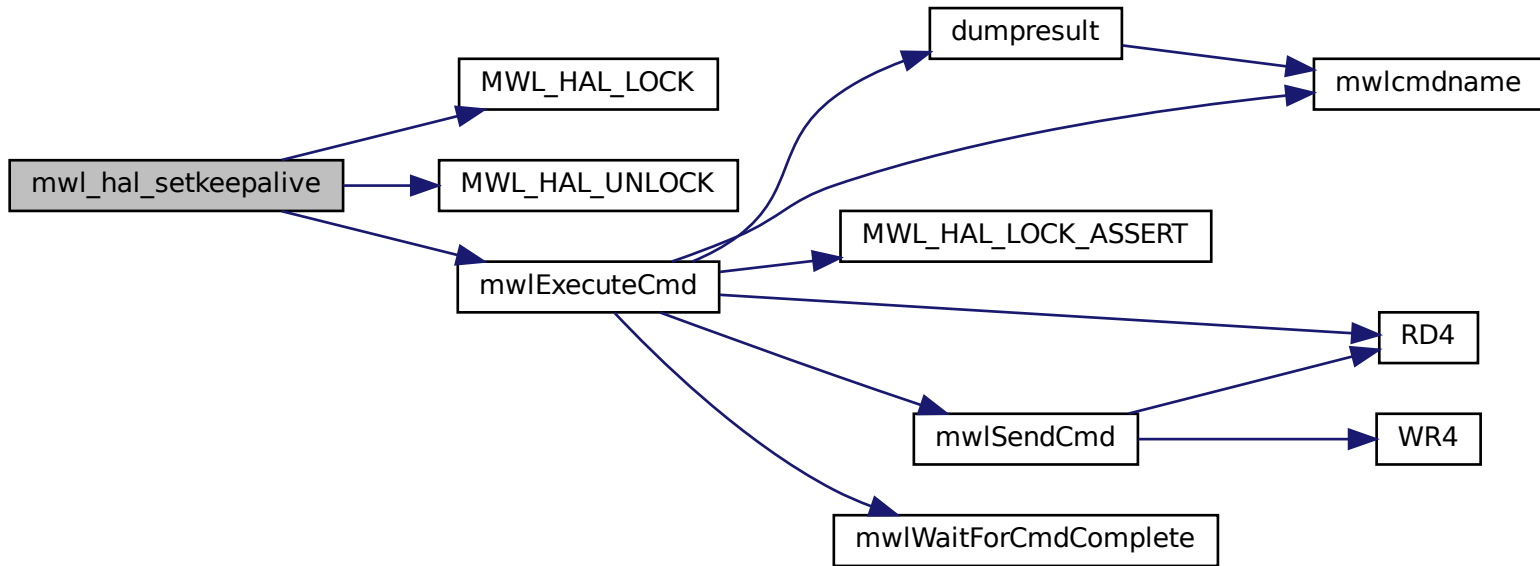 dumpresult
MWL_HAL_LOCK
mwlcmdname
mwl_hal_setkeepalive
MWL_HAL_UNLOCK
MWL_HAL_LOCK_ASSERT
mwlExecuteCmd
RD4
mwlSendCmd
WR4
mwlWaitForCmdComplete